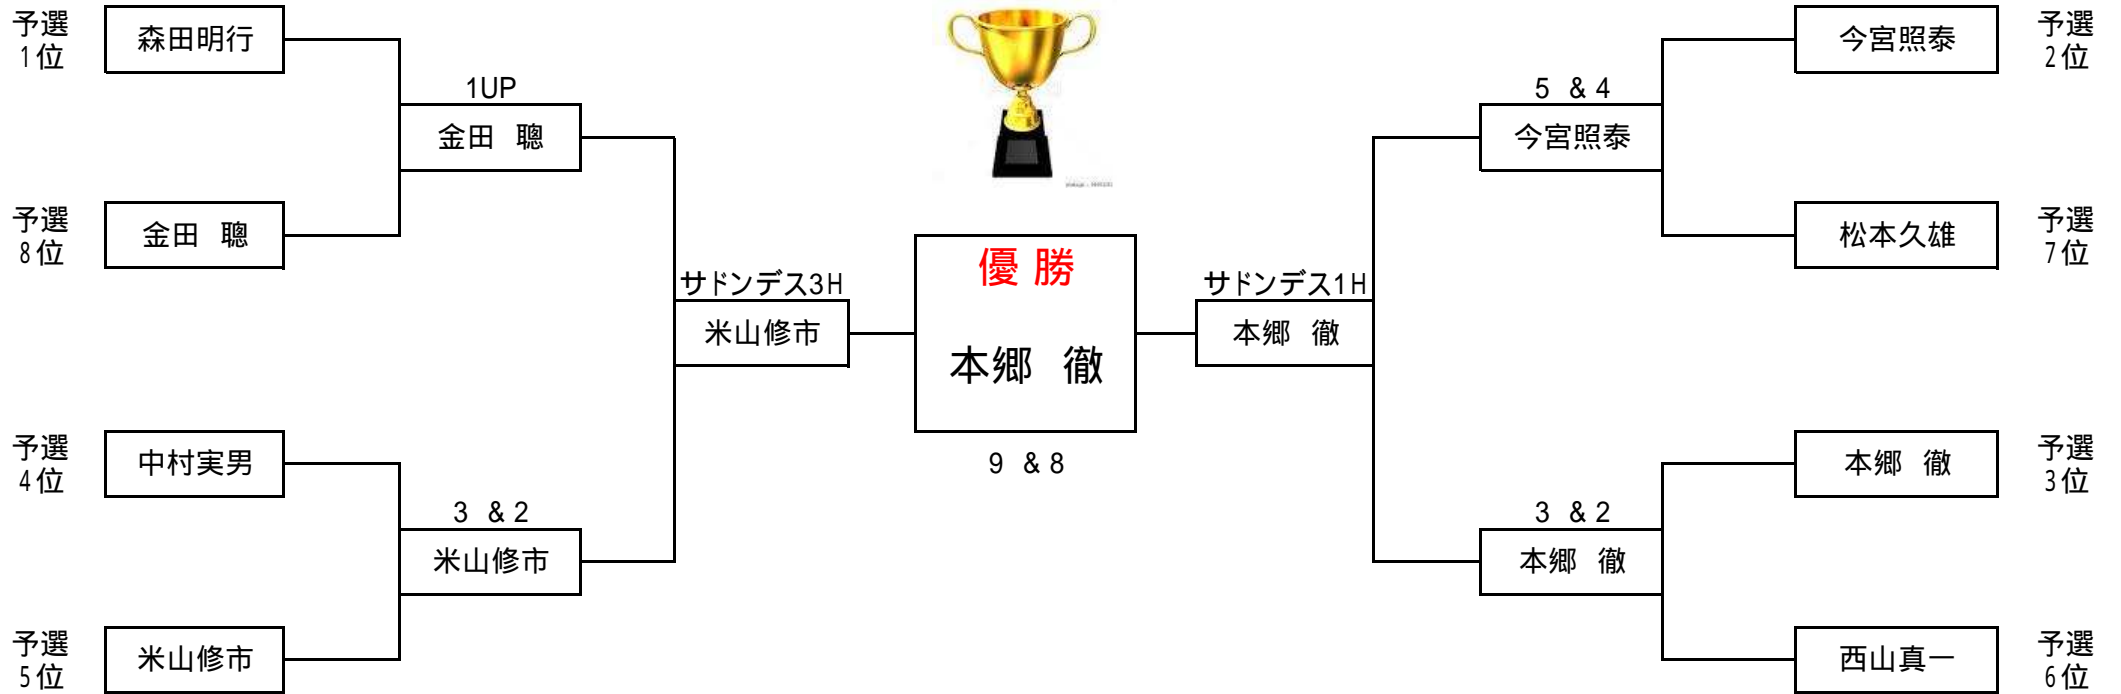 予選
1位
森田明行
今宮照泰
予選
2位
1UP
金田 聰
5 &4
今宮照泰
予選
8位
金田 聰
松本久雄
予選
7位
サドンデス3H
米山修市
優勝
本郷 徹
9 &8
サドンデス1H
本郷 徹
予選
4位
中村実男
本郷 徹
予選
3位
3 &2
米山修市
3 &2
本郷 徹
予選
5位
米山修市
西山真一
予選
6位